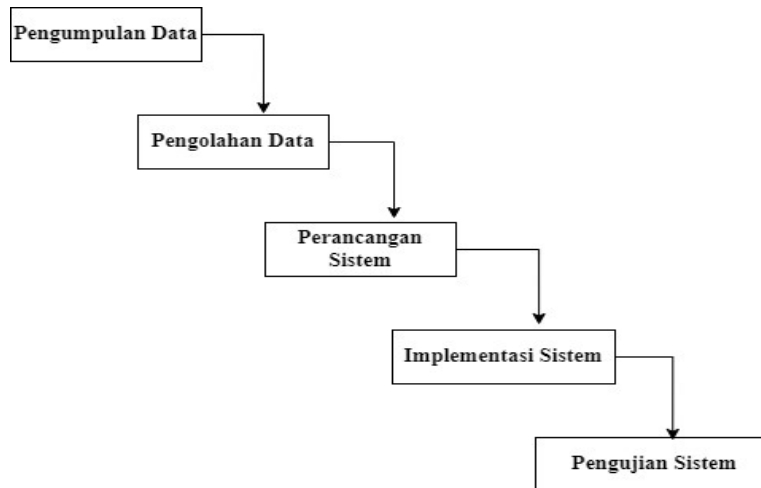 Pengumpulan Data
Pengolahan Data
Perancangan
Sistem
Implementasi Sistem
Pengujian Sistem